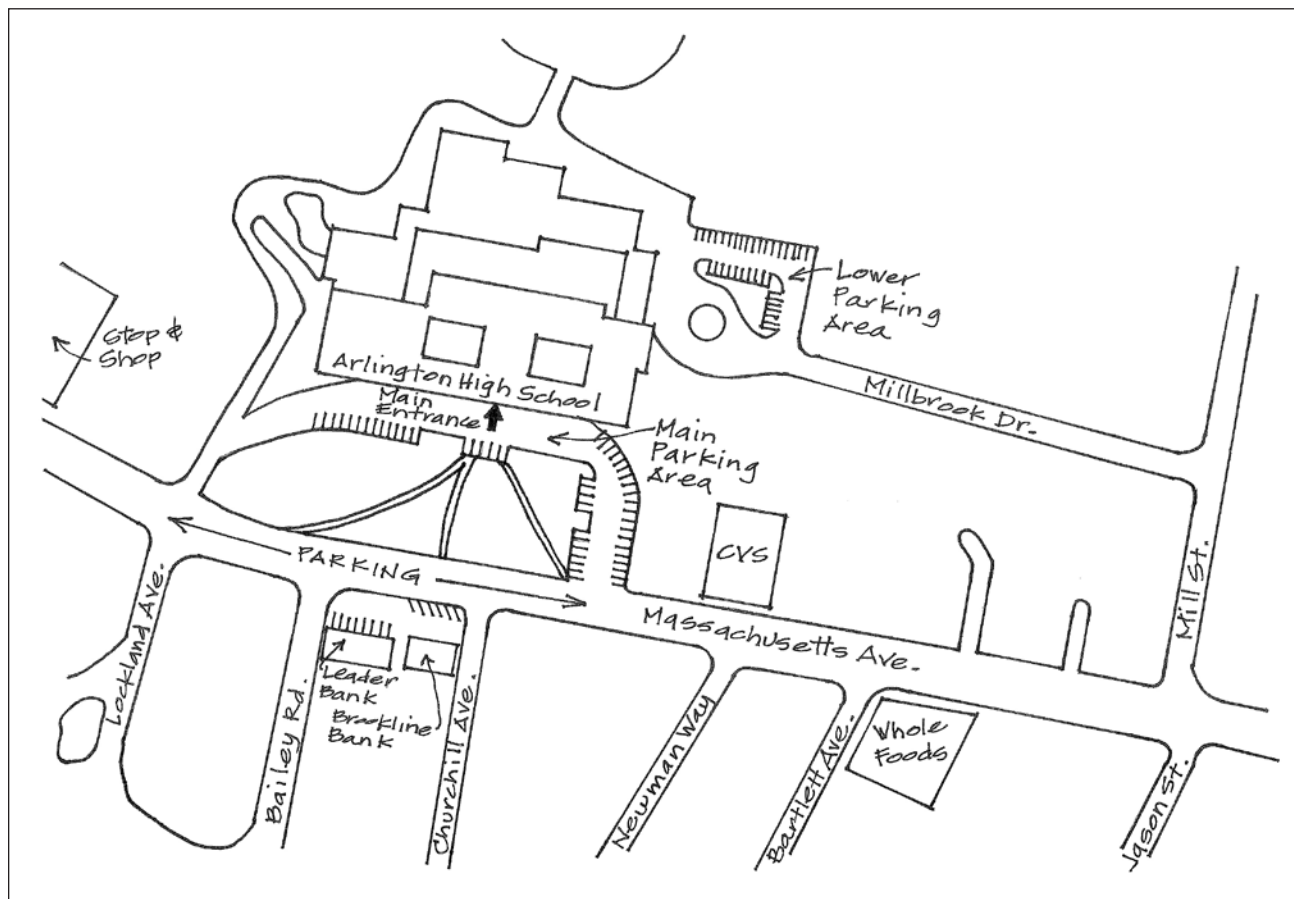 Stop &
Shop
Arlington High School
Main
Entrance
Main
Parking
Area
Lower
Parking
Area
Millbrook Dr.
Mill St.
CVS
PARKING
Massachusetts Ave.
Lockland Ave.
Bailey Rd.
Leader
Bank
Brookline
Bank
Churchill Ave.
Newman Way
Bartlett Ave.
Whole
Foods
Jason St.